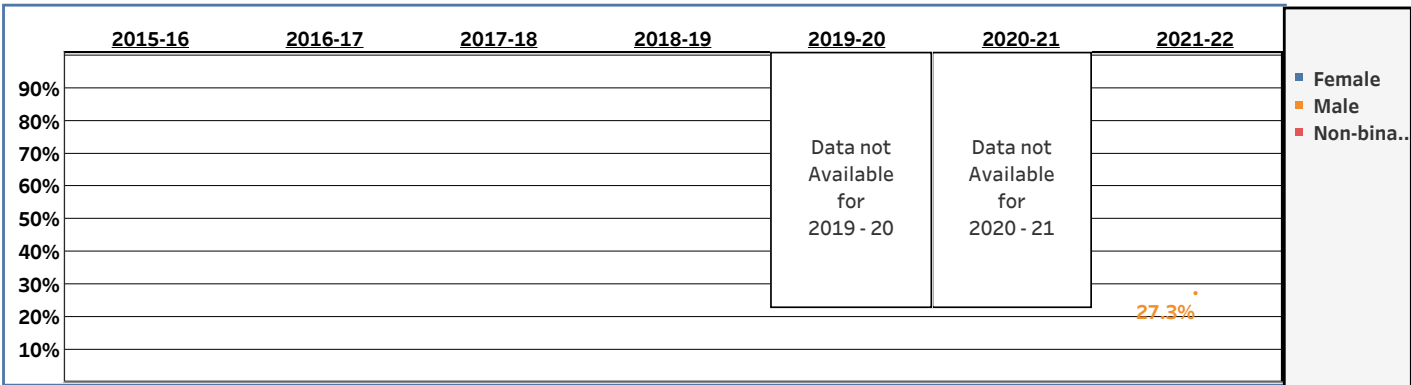 2015-16 2016-17 2017-18 2018-19 2019-20 2020-21 2021-22
90%
80%
70%
60%
50%
40%
30%
20%
10%
Data not
Available
for
2019 - 20
Data not
Available
for
2020 - 21
27.3%
Female
Male
Non-bina..